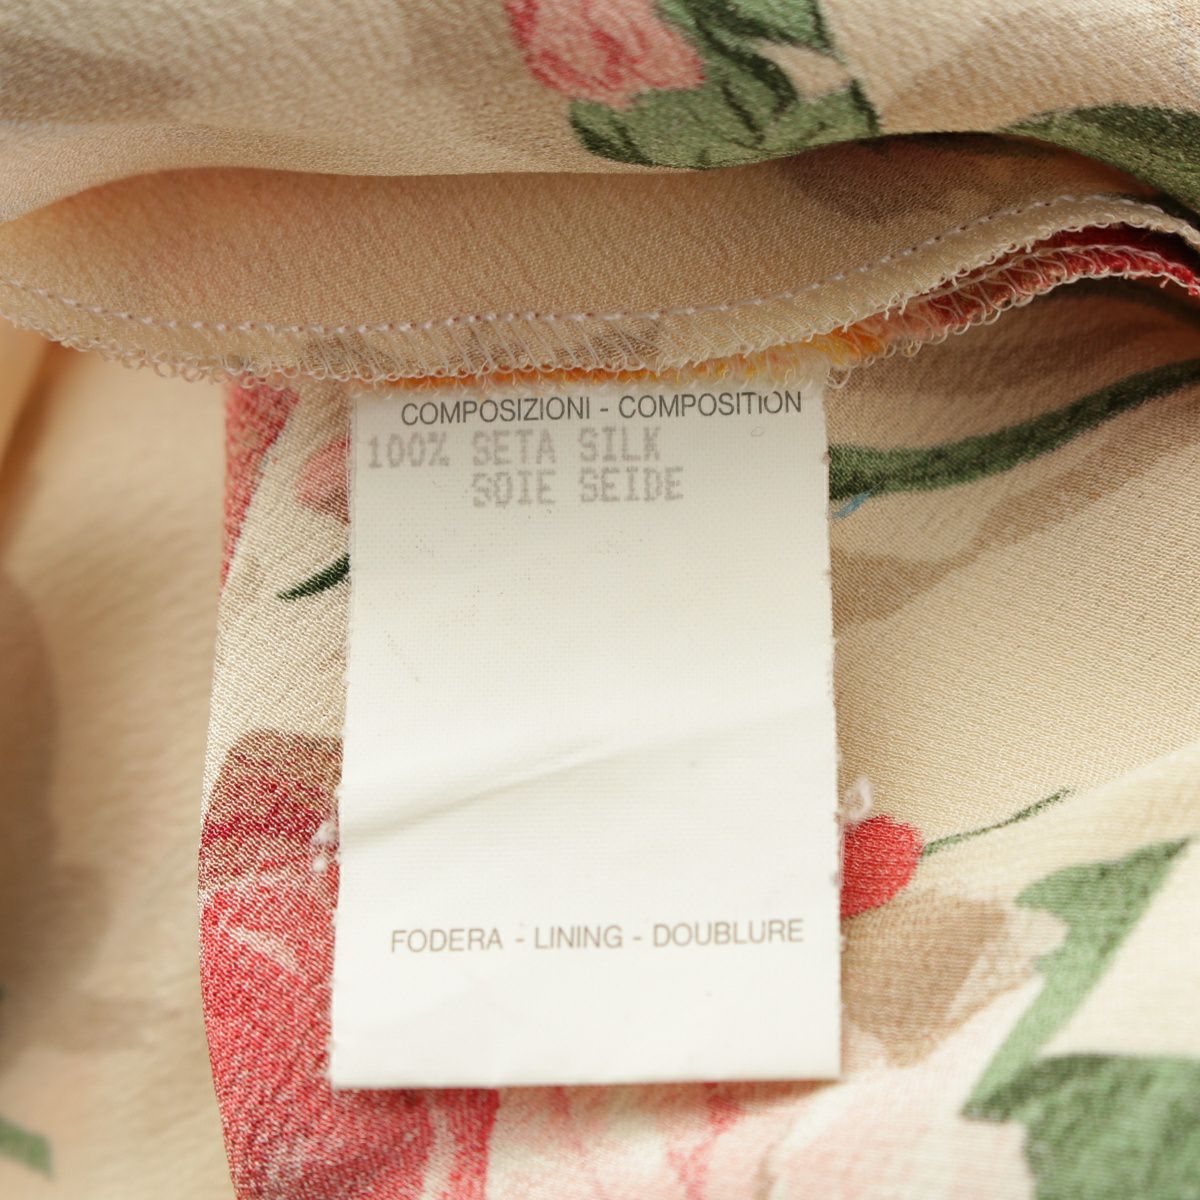 COMPOSIZIONI - COMPOSITION
100% SETA SILK
SOIE SEIDE
FODERA - LINING - DOUBLURE